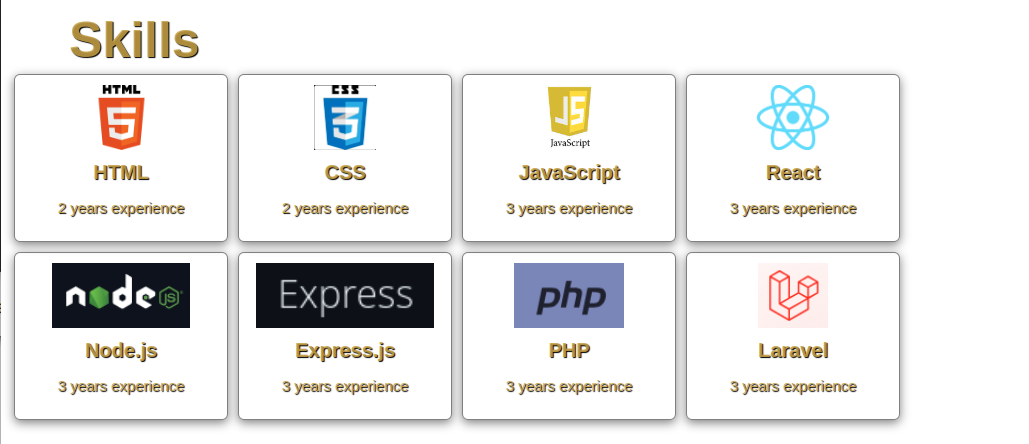 Skills
HTML
5
HTML
2 years experience
CSS
3
CSS
2 years experience
JS
JavaScript
JavaScript
3 years experience
React
3 years experience
node
JS
Node.js
3 years experience
Express
Express.js
3 years experience
php
PHP
3 years experience
Laravel
3 years experience